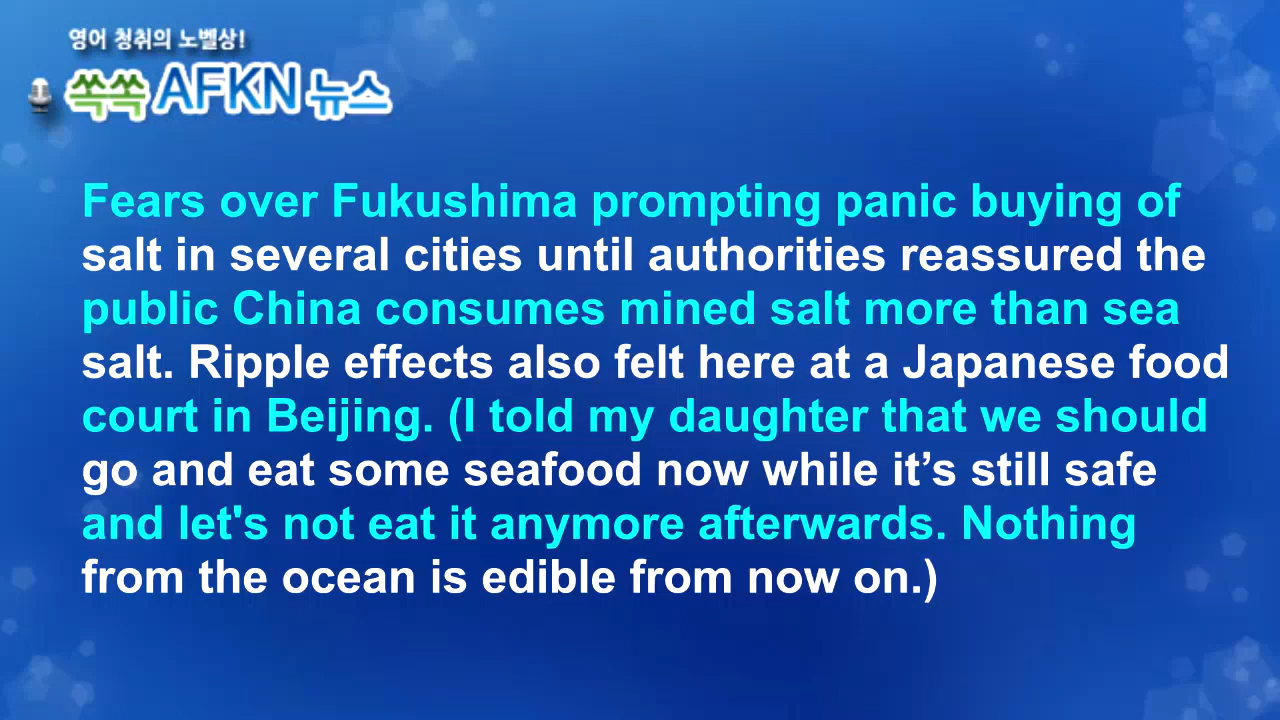 영어 청취의 노벨상!
쏙쏙 AFKN 뉴스
Fears over Fukushima prompting panic buying of
salt in several cities until authorities reassured the
public China consumes mined salt more than sea
salt. Ripple effects also felt here at a Japanese food
court in Beijing. (I told my daughter that we should
go and eat some seafood now while it’s still safe
and let's not eat it anymore afterwards. Nothing
from the ocean is edible from now on.)